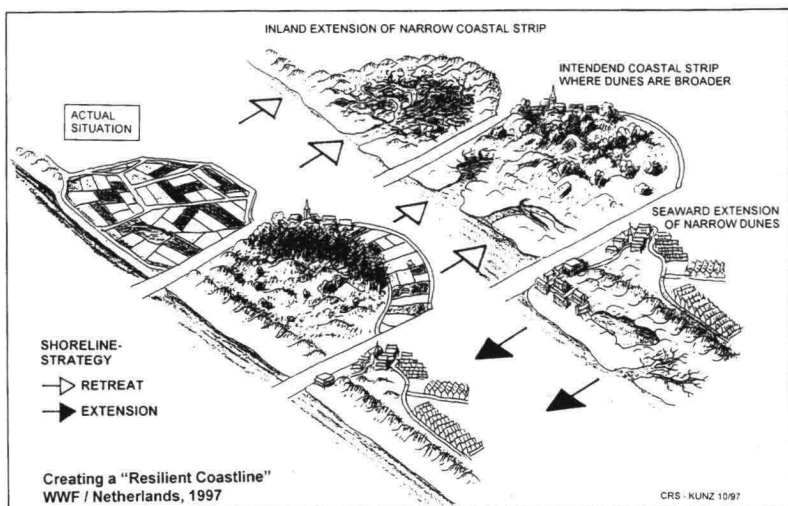 INLAND EXTENSION OF NARROW COASTAL STRIP
INTENDEND COASTAL STRIP
WHERE DUNES ARE BROADER
ACTUAL
SITUATION
SEAWARD EXTENSION
OF NARROW DUNES
SHORELINE-
STRATEGY
RETREAT
EXTENSION
Creating a "Resilient Coastline"
WWF / Netherlands, 1997
CRS - KUNZ 10/97